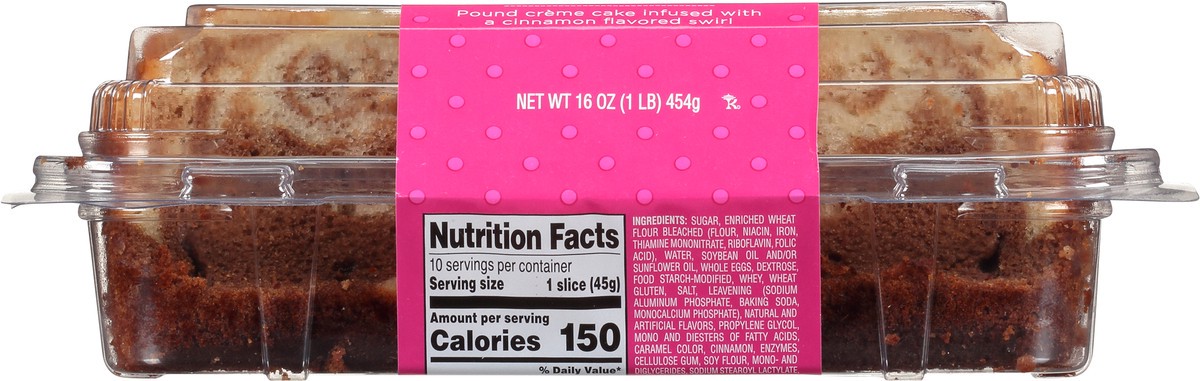 Pound crème cake infused with
a cinnamon flavored swirl
NET WT 16 OZ (1 LB) 454g
R
Nutrition Facts
10 servings per container
Serving size 1 slice (45g)
Amount per serving
Calories 150
% Daily Value*
INGREDIENTS: SUGAR, ENRICHED WHEAT
FLOUR BLEACHED (FLOUR, NIACIN, IRON,
THIAMINE MONONITRATE, RIBOFLAVIN, FOLIC
ACID), WATER, SOYBEAN OIL AND/OR
SUNFLOWER OIL, WHOLE EGGS, DEXTROSE,
FOOD STARCH-MODIFIED, WHEY, WHEAT
GLUTEN, SALT, LEAVENING (SODIUM
ALUMINUM PHOSPHATE, BAKING SODA,
MONOCALCIUM PHOSPHATE), NATURAL AND
ARTIFICIAL FLAVORS, PROPYLENE GLYCOL,
MONO AND DIESTERS OF FATTY ACIDS,
CARAMEL COLOR, CINNAMON, ENZYMES,
CELLULOSE GUM, SOY FLOUR, MONO- AND
DIGLYCERIDES, SODIUM STEAROYL LACTYLATE